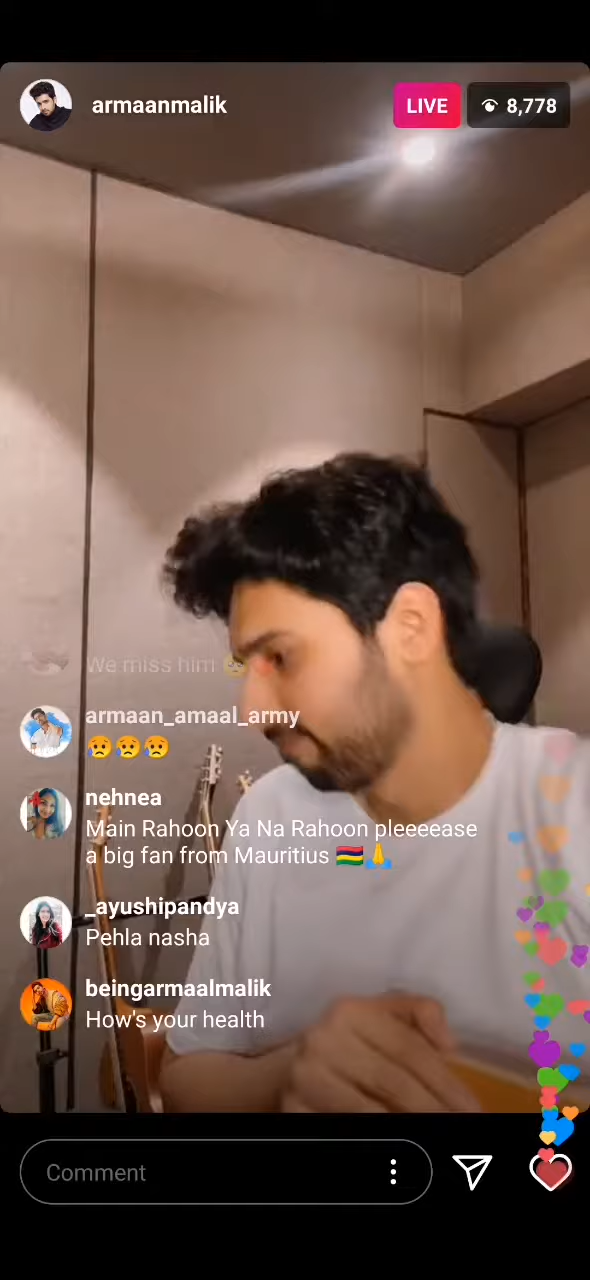 armaanmalik
LIVE
8,778
We miss him 🥺
armaan_amaal_army
😥😥😥
nehnea
Main Rahoon Ya Na Rahoon pleeeease
a big fan from Mauritius 🇲🇺🙏
_ayushipandya
Pehla nasha
beingarmaalmalik
How's your health
Comment